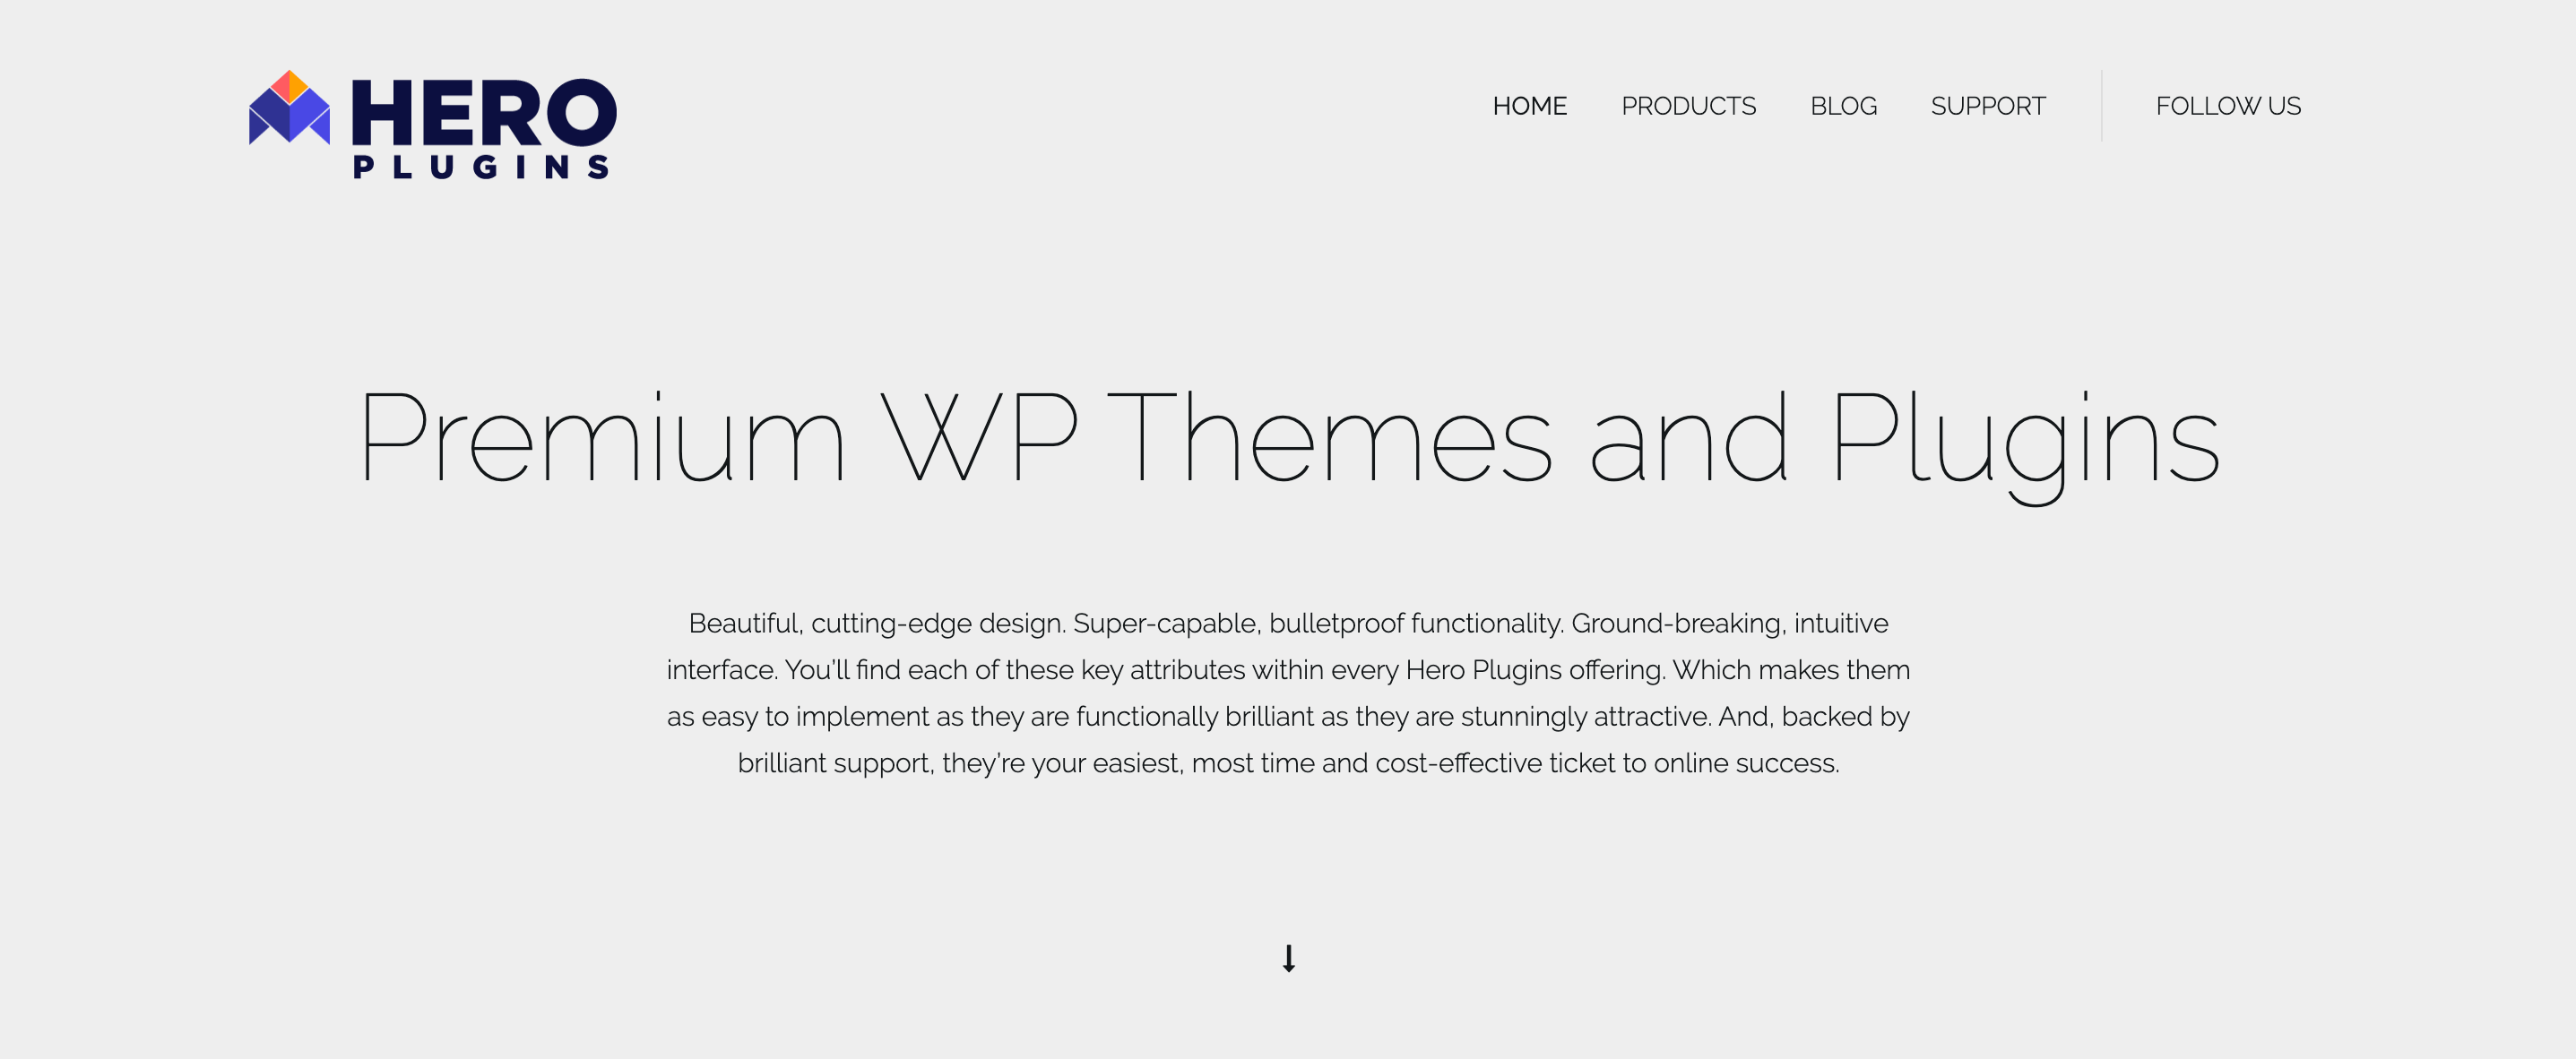 HERO
PLUGINS
HOME
PRODUCTS
BLOG
SUPPORT
FOLLOW US
Premium WP Themes and Plugins
Beautiful, cutting-edge design. Super-capable, bulletproof functionality. Ground-breaking, intuitive
interface. You’ll find each of these key attributes within every Hero Plugins offering. Which makes them
as easy to implement as they are functionally brilliant as they are stunningly attractive. And, backed by
brilliant support, they’re your easiest, most time and cost-effective ticket to online success.